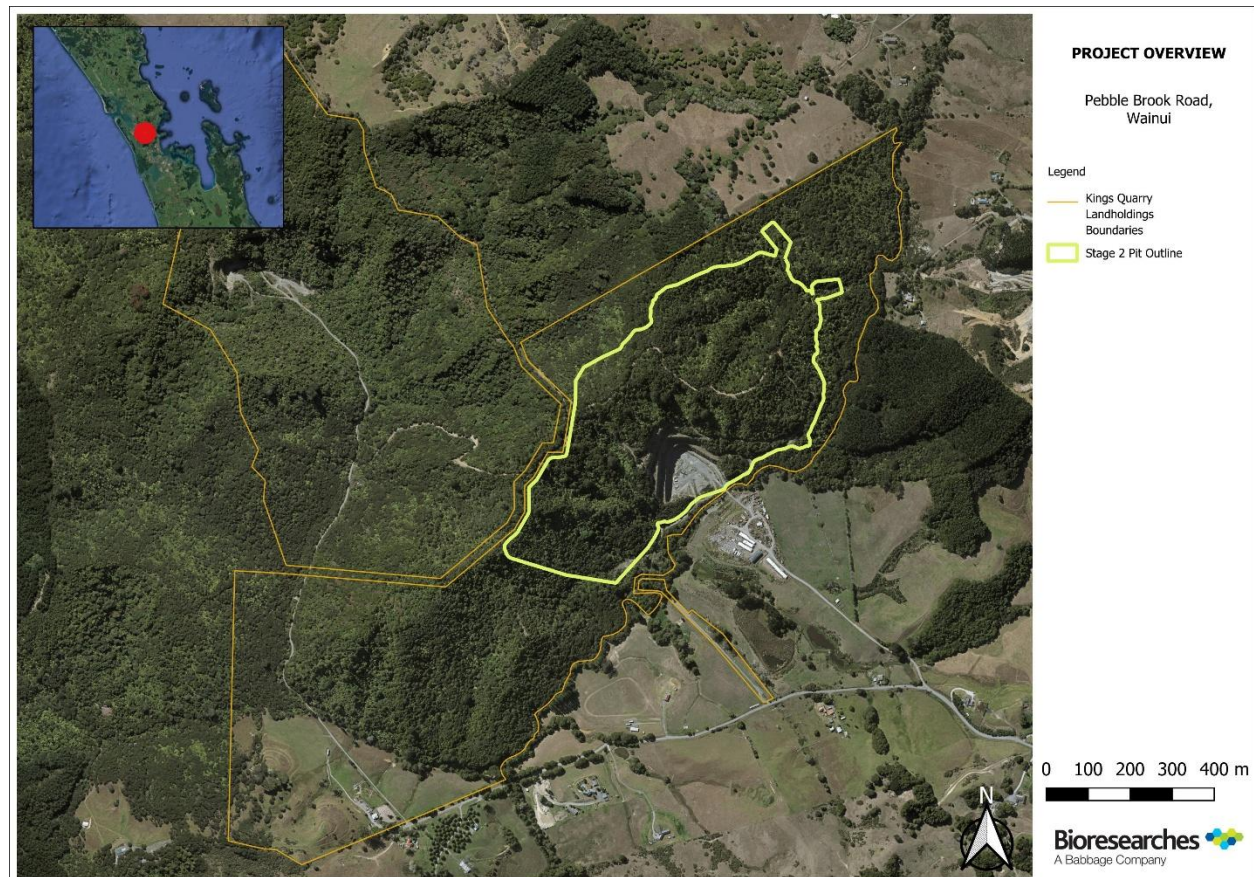 PROJECT OVERVIEW
Pebble Brook Road,
Wainui
Legend
Kings Quarry
Landholdings
Boundaries
Stage 2 Pit Outline
0 100 200 300 400 m
N
Bioresearches
A Babbage Company